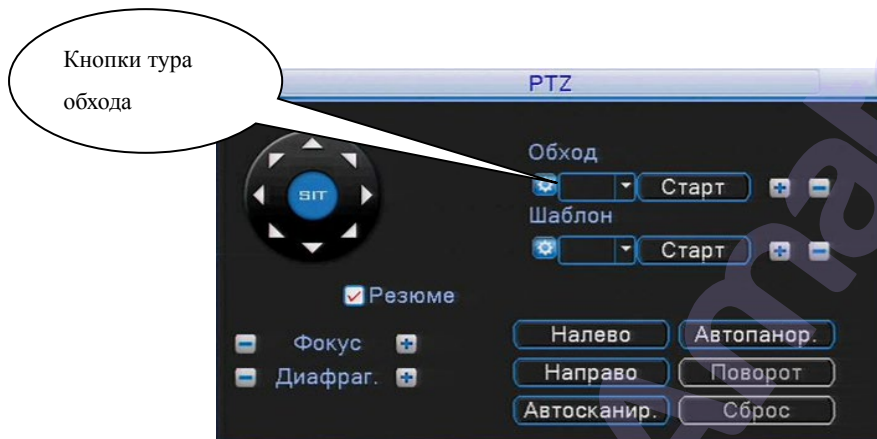 Кнопки тура
обхода
PTZ
Обход
Старт
Шаблон
Старт
SIT
Резюме
Фокус
Диафраг.
Налево
Автопанор.
Направо
Поворот
Автосканир.
Сброс